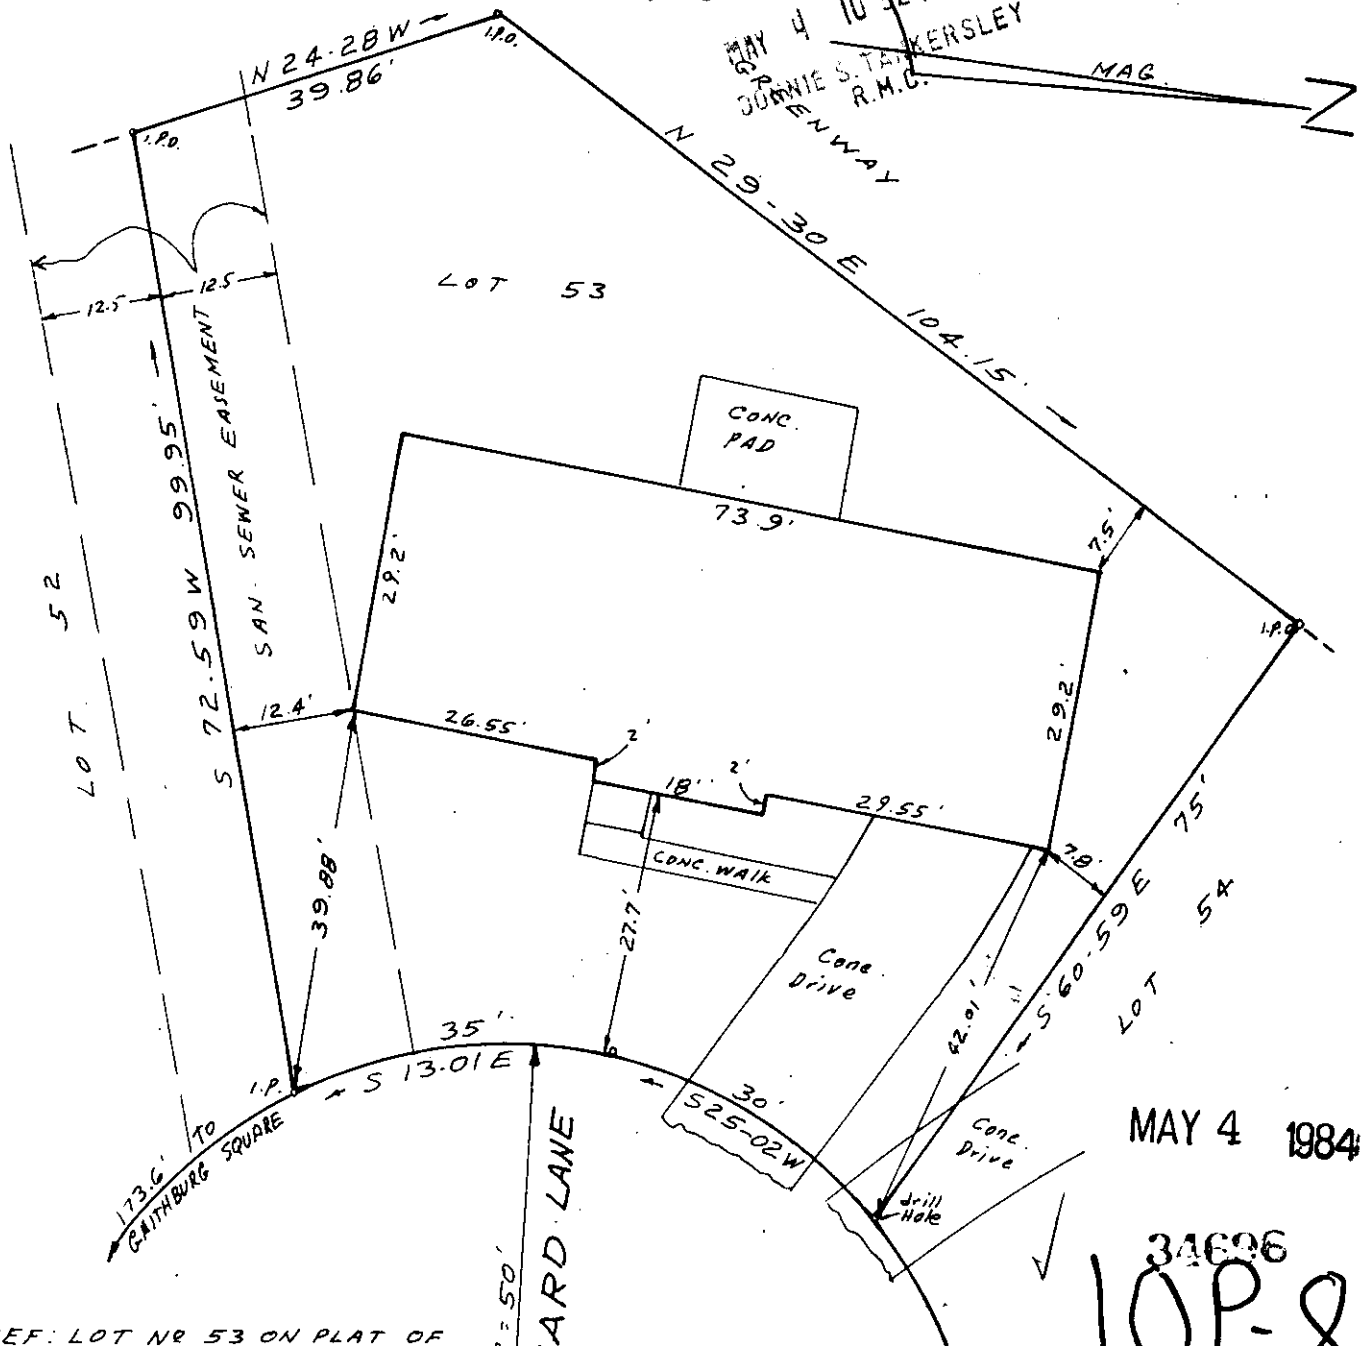 MAY 4 10
DONNIE S. TANKERSLEY
R.M.C.
GREENWAY
MAG.
N 24-28 W
39.86'
I.P.O.
I.P.O.
N 29-30 E 104.15'
12.5
12.5
LOT 53
SAN. SEWER EASEMENT
S 72-59 W 99.95'
LOT 52
CONC.
PAD
73.9'
29.2'
7.5'
I.P.O.
29.2'
12.4'
26.55'
2'
18'
2'
29.55'
7.8'
75'
S 60-59 E
LOT 54
CONC. WALK
39.88'
27.7'
Conc.
Drive
42.01'
35'
S 13.01 E
I.P.
30'
S25-02W
Conc.
Drive
drill
Hole
173.6' TO
GAITHBURG SQUARE
ARD LANE
=50'
MAY 4 1984
34696
10P-8
EF: LOT NO 53 ON PLAT OF